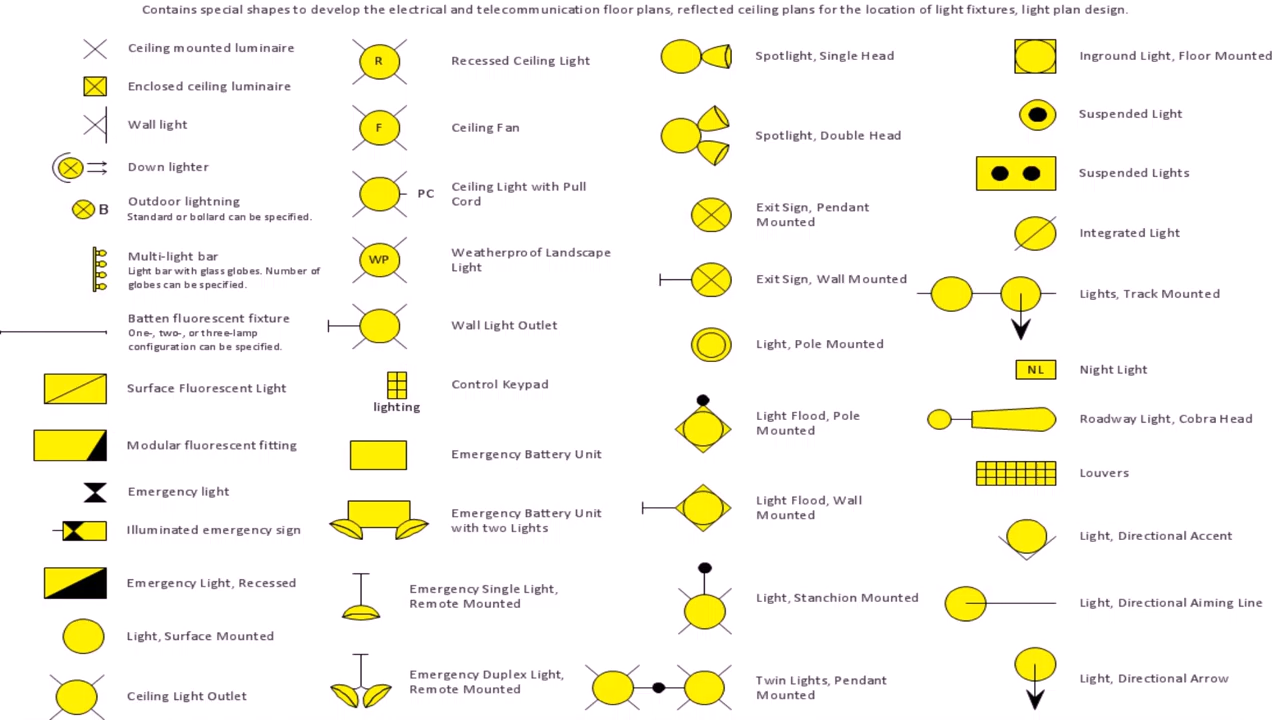 Contains special shapes to develop the electrical and telecommunication floor plans, reflected ceiling plans for the location of light fixtures, light plan design.
Ceiling mounted luminaire
Enclosed ceiling luminaire
Wall light
Down lighter
B
Outdoor lightning
Standard or bollard can be specified.
Multi-light bar
Light bar with glass globes. Number of
globes can be specified.
Batten fluorescent fixture
One-, two-, or three-lamp
configuration can be specified.
Surface Fluorescent Light
Modular fluorescent fitting
Emergency light
Illuminated emergency sign
Emergency Light, Recessed
Light, Surface Mounted
Ceiling Light Outlet
R
Recessed Ceiling Light
F
Ceiling Fan
PC
Ceiling Light with Pull
Cord
WP
Weatherproof Landscape
Light
Wall Light Outlet
Control Keypad
lighting
Emergency Battery Unit
Emergency Battery Unit
with two Lights
Emergency Single Light,
Remote Mounted
Emergency Duplex Light,
Remote Mounted
Spotlight, Single Head
Spotlight, Double Head
Exit Sign, Pendant
Mounted
Exit Sign, Wall Mounted
Light, Pole Mounted
Light Flood, Pole
Mounted
Light Flood, Wall
Mounted
Light, Stanchion Mounted
Twin Lights, Pendant
Mounted
Inground Light, Floor Mounted
Suspended Light
Suspended Lights
Integrated Light
Lights, Track Mounted
NL
Night Light
Roadway Light, Cobra Head
Louvers
Light, Directional Accent
Light, Directional Aiming Line
Light, Directional Arrow